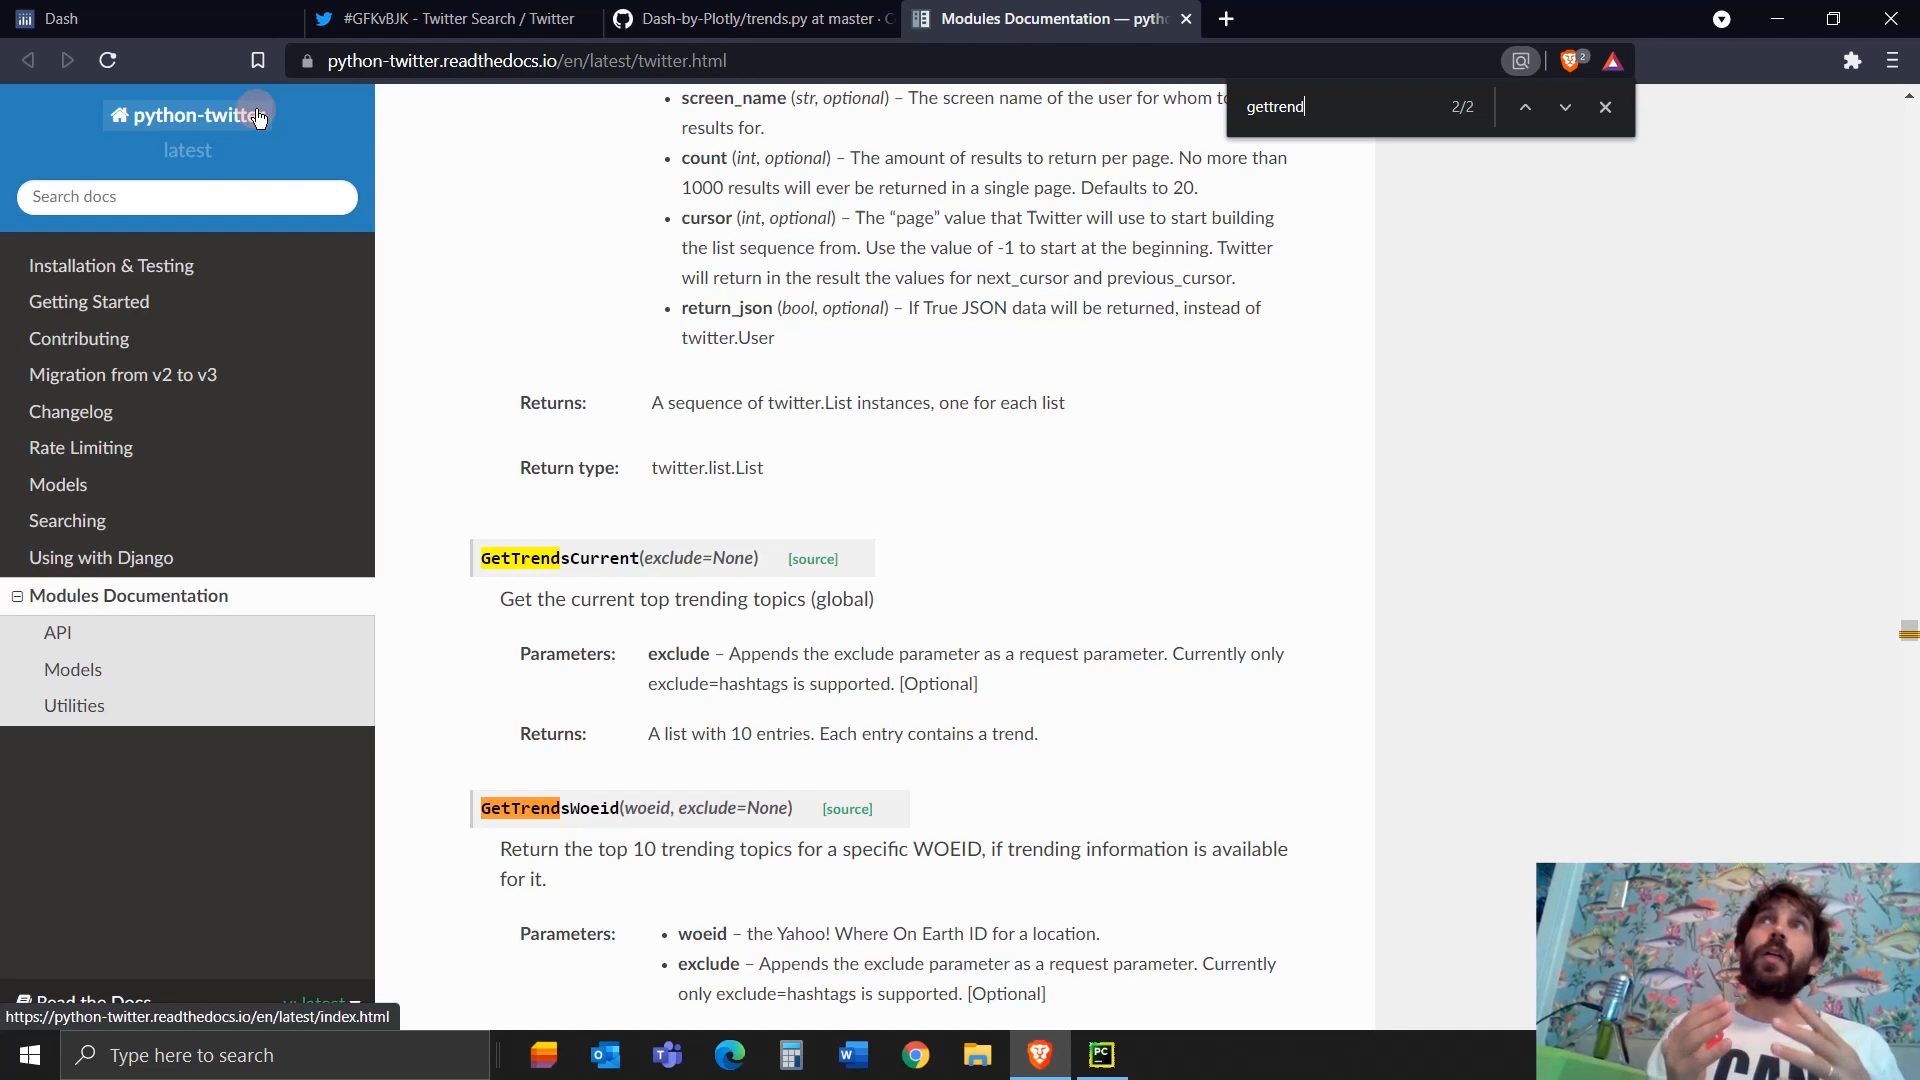 Dash
#GFKvBJK - Twitter Search / Twitter
Dash-by-Plotly/trends.py at master ·
Modules Documentation — pytho
python-twitter.readthedocs.io/en/latest/twitter.html
2
gettrend
2/2
python-twitte
latest
Search docs
Installation & Testing
Getting Started
Contributing
Migration from v2 to v3
Changelog
Rate Limiting
Models
Searching
Using with Django
Modules Documentation
API
Models
Utilities
Read the Docs
v: latest
https://python-twitter.readthedocs.io/en/latest/index.html
• screen_name (str, optional) – The screen name of the user for whom to
results for.
• count (int, optional) – The amount of results to return per page. No more than
1000 results will ever be returned in a single page. Defaults to 20.
• cursor (int, optional) – The “page” value that Twitter will use to start building
the list sequence from. Use the value of -1 to start at the beginning. Twitter
will return in the result the values for next_cursor and previous_cursor.
• return_json (bool, optional) – If True JSON data will be returned, instead of
twitter.User
Returns: A sequence of twitter.List instances, one for each list
Return type: twitter.list.List
GetTrendsCurrent(exclude=None) [source]
Get the current top trending topics (global)
Parameters: exclude – Appends the exclude parameter as a request parameter. Currently only
exclude=hashtags is supported. [Optional]
Returns: A list with 10 entries. Each entry contains a trend.
GetTrendsWoeid(woeid, exclude=None) [source]
Return the top 10 trending topics for a specific WOEID, if trending information is available
for it.
Parameters: • woeid – the Yahoo! Where On Earth ID for a location.
• exclude – Appends the exclude parameter as a request parameter. Currently
only exclude=hashtags is supported. [Optional]
Type here to search
PC